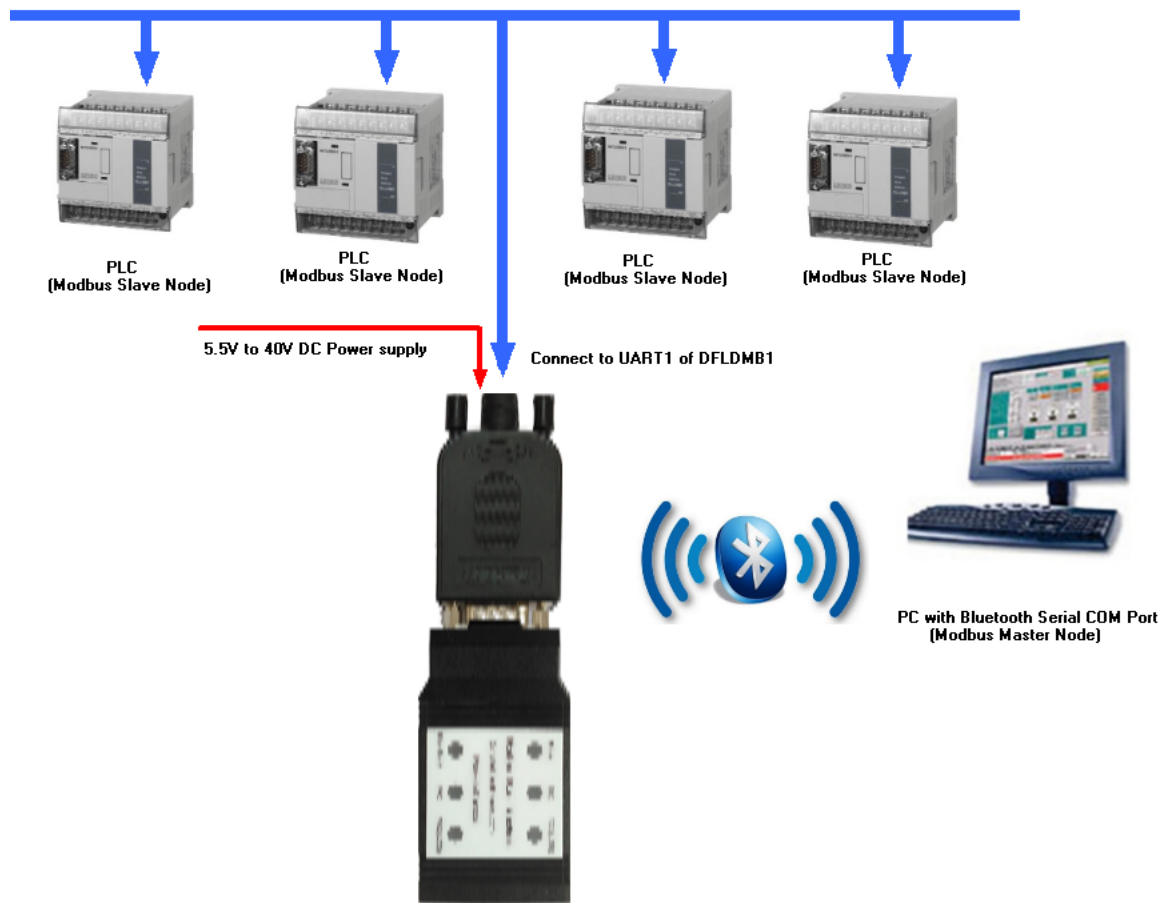 PLC
(Modbus Slave Node)
PLC
(Modbus Slave Node)
PLC
(Modbus Slave Node)
PLC
(Modbus Slave Node)
5.5V to 40V DC Power supply
Connect to UART1 of DFLDMB1
PC with Bluetooth Serial COM Port
(Modbus Master Node)